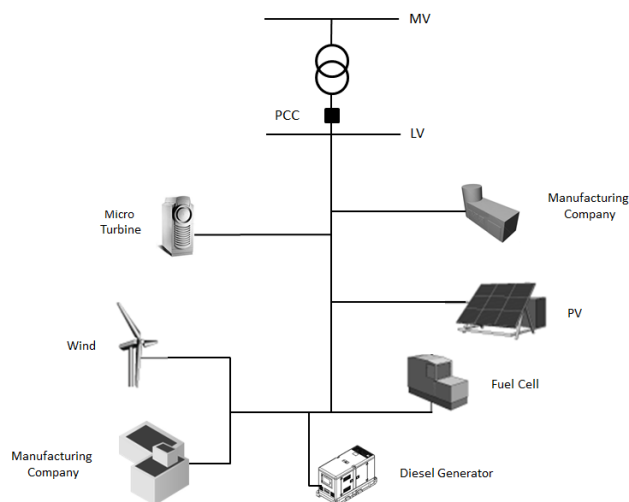 MV
PCC
LV
Micro
Turbine
Manufacturing
Company
PV
Wind
Fuel Cell
Manufacturing
Company
Diesel Generator